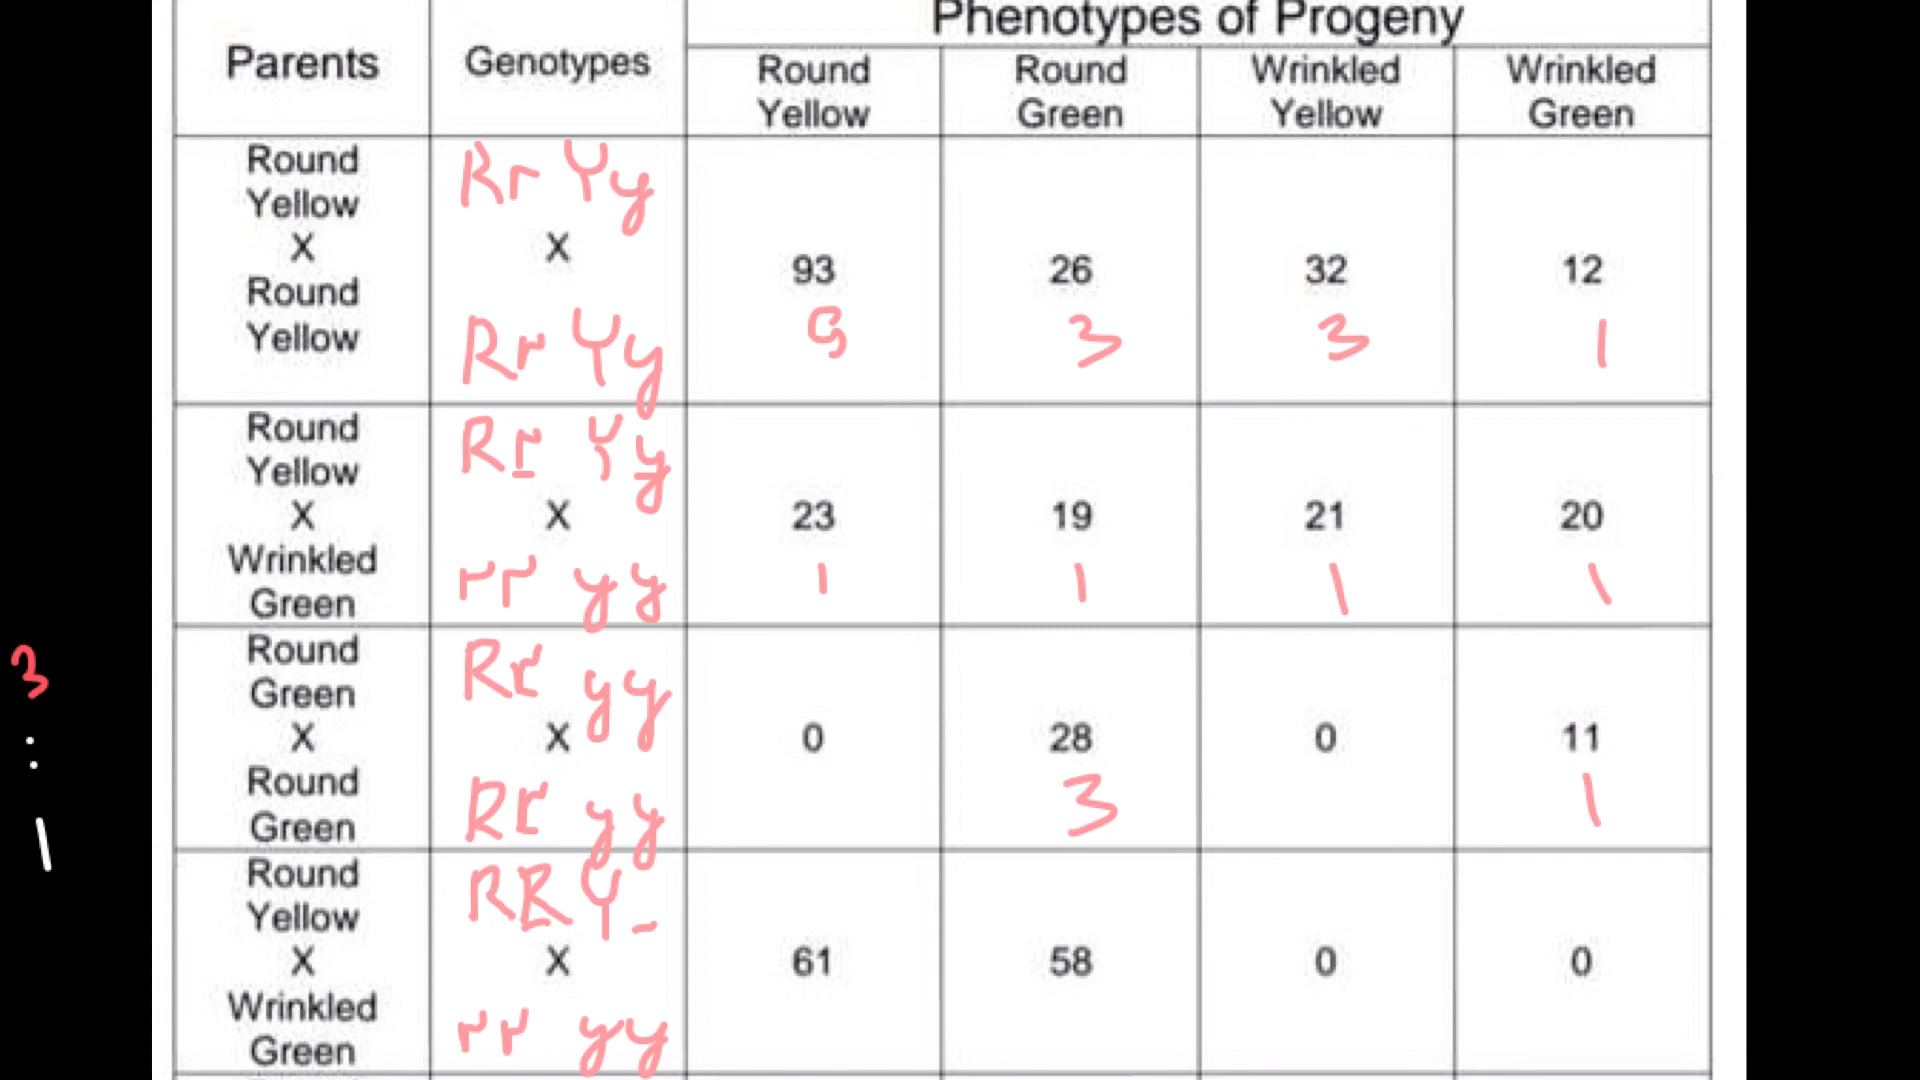 Phenotypes of Progeny
Parents
Genotypes
Round
Yellow
Round
Green
Wrinkled
Yellow
Wrinkled
Green
Round
Yellow
X
Round
Yellow
Rr Yy
X
Rr Yy
93
9
26
3
32
3
12
1
Round
Yellow
X
Wrinkled
Green
Rr Yy
X
rr yy
23
1
19
1
21
1
20
1
3
:
1
Round
Green
X
Round
Green
Rr yy
X
Rr yy
0
28
3
0
11
1
Round
Yellow
X
Wrinkled
Green
RR Y_
X
rr yy
61
58
0
0